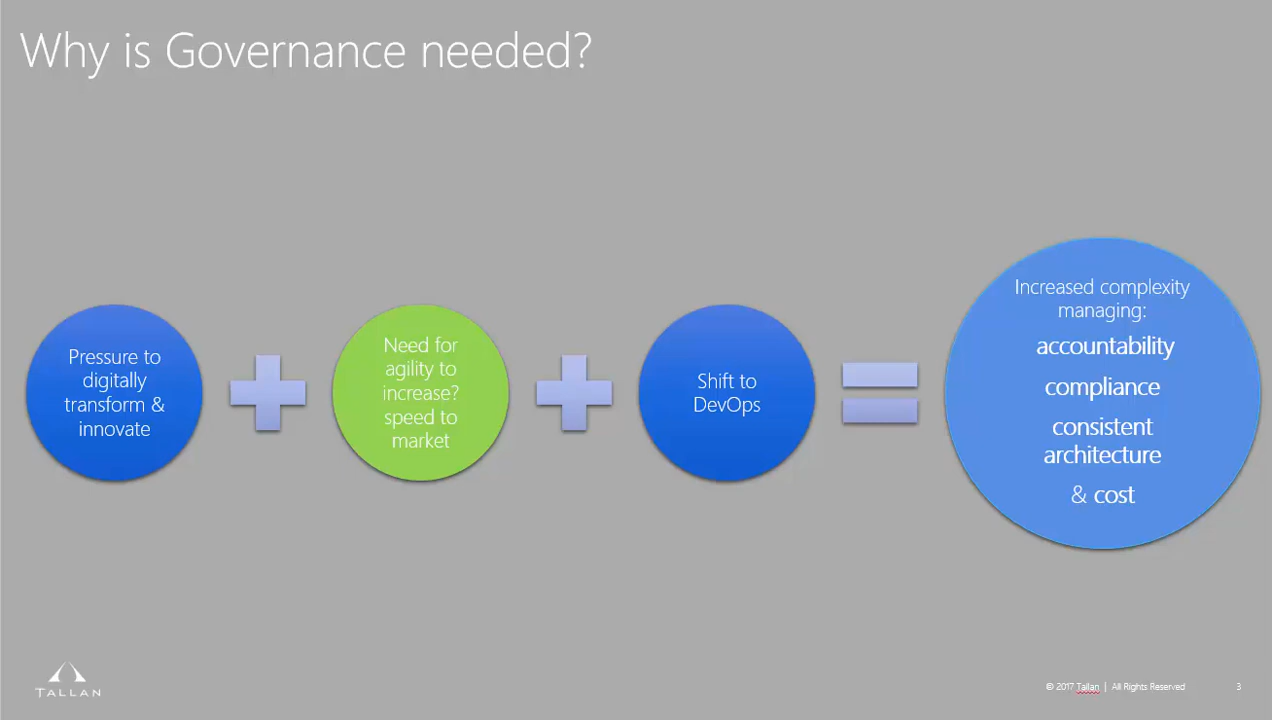 Why is Governance needed?
Pressure to
digitally
transform &
innovate
Need for
agility to
increase?
speed to
market
Shift to
DevOps
Increased complexity
managing:
accountability
compliance
consistent
architecture
& cost
TALLAN
© 2017 Tallan | All Rights Reserved
3